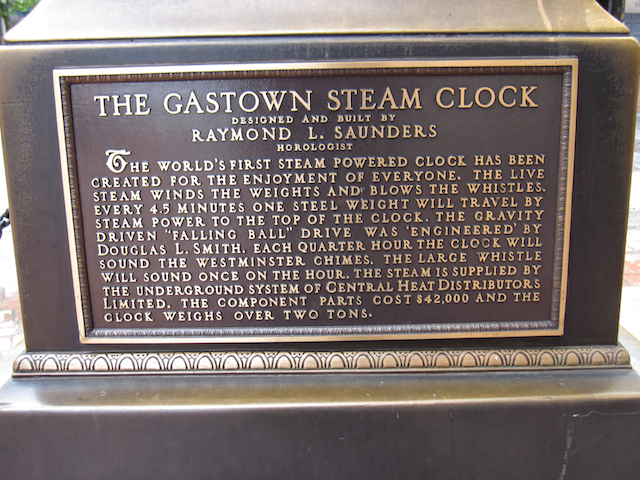 THE GASTOWN STEAM CLOCK
DESIGNED AND BUILT BY
RAYMOND L. SAUNDERS
HOROLOGIST
THE WORLD'S FIRST STEAM POWERED CLOCK HAS BEEN
CREATED FOR THE ENJOYMENT OF EVERYONE. THE LIVE
STEAM WINDS THE WEIGHTS AND BLOWS THE WHISTLES.
EVERY 4.5 MINUTES ONE STEEL WEIGHT WILL TRAVEL BY
STEAM POWER TO THE TOP OF THE CLOCK. THE GRAVITY
DRIVEN "FALLING BALL" DRIVE WAS 'ENGINEERED' BY
DOUGLAS L. SMITH. EACH QUARTER HOUR THE CLOCK WILL
SOUND THE WESTMINSTER CHIMES. THE LARGE WHISTLE
WILL SOUND ONCE ON THE HOUR. THE STEAM IS SUPPLIED BY
THE UNDERGROUND SYSTEM OF CENTRAL HEAT DISTRIBUTORS
LIMITED. THE COMPONENT PARTS COST $42,000 AND THE
CLOCK WEIGHS OVER TWO TONS.